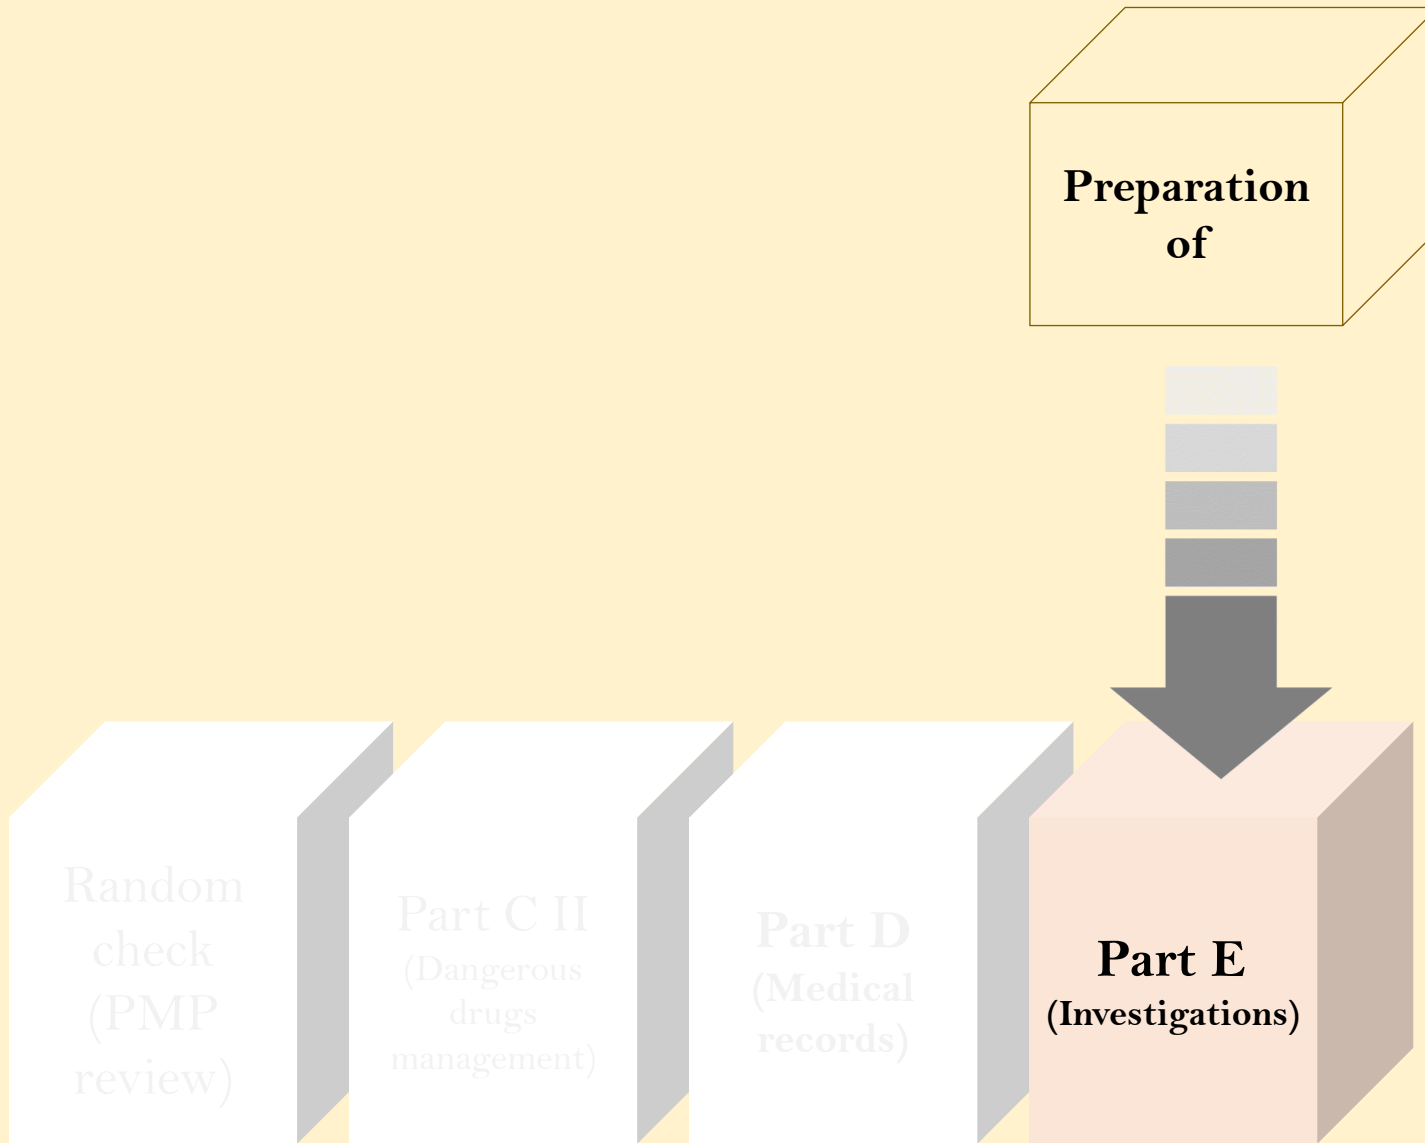 Preparation
of
Random
check
(PMP
review)
Part C II
(Dangerous
drugs
management)
Part D
(Medical
records)
Part E
(Investigations)